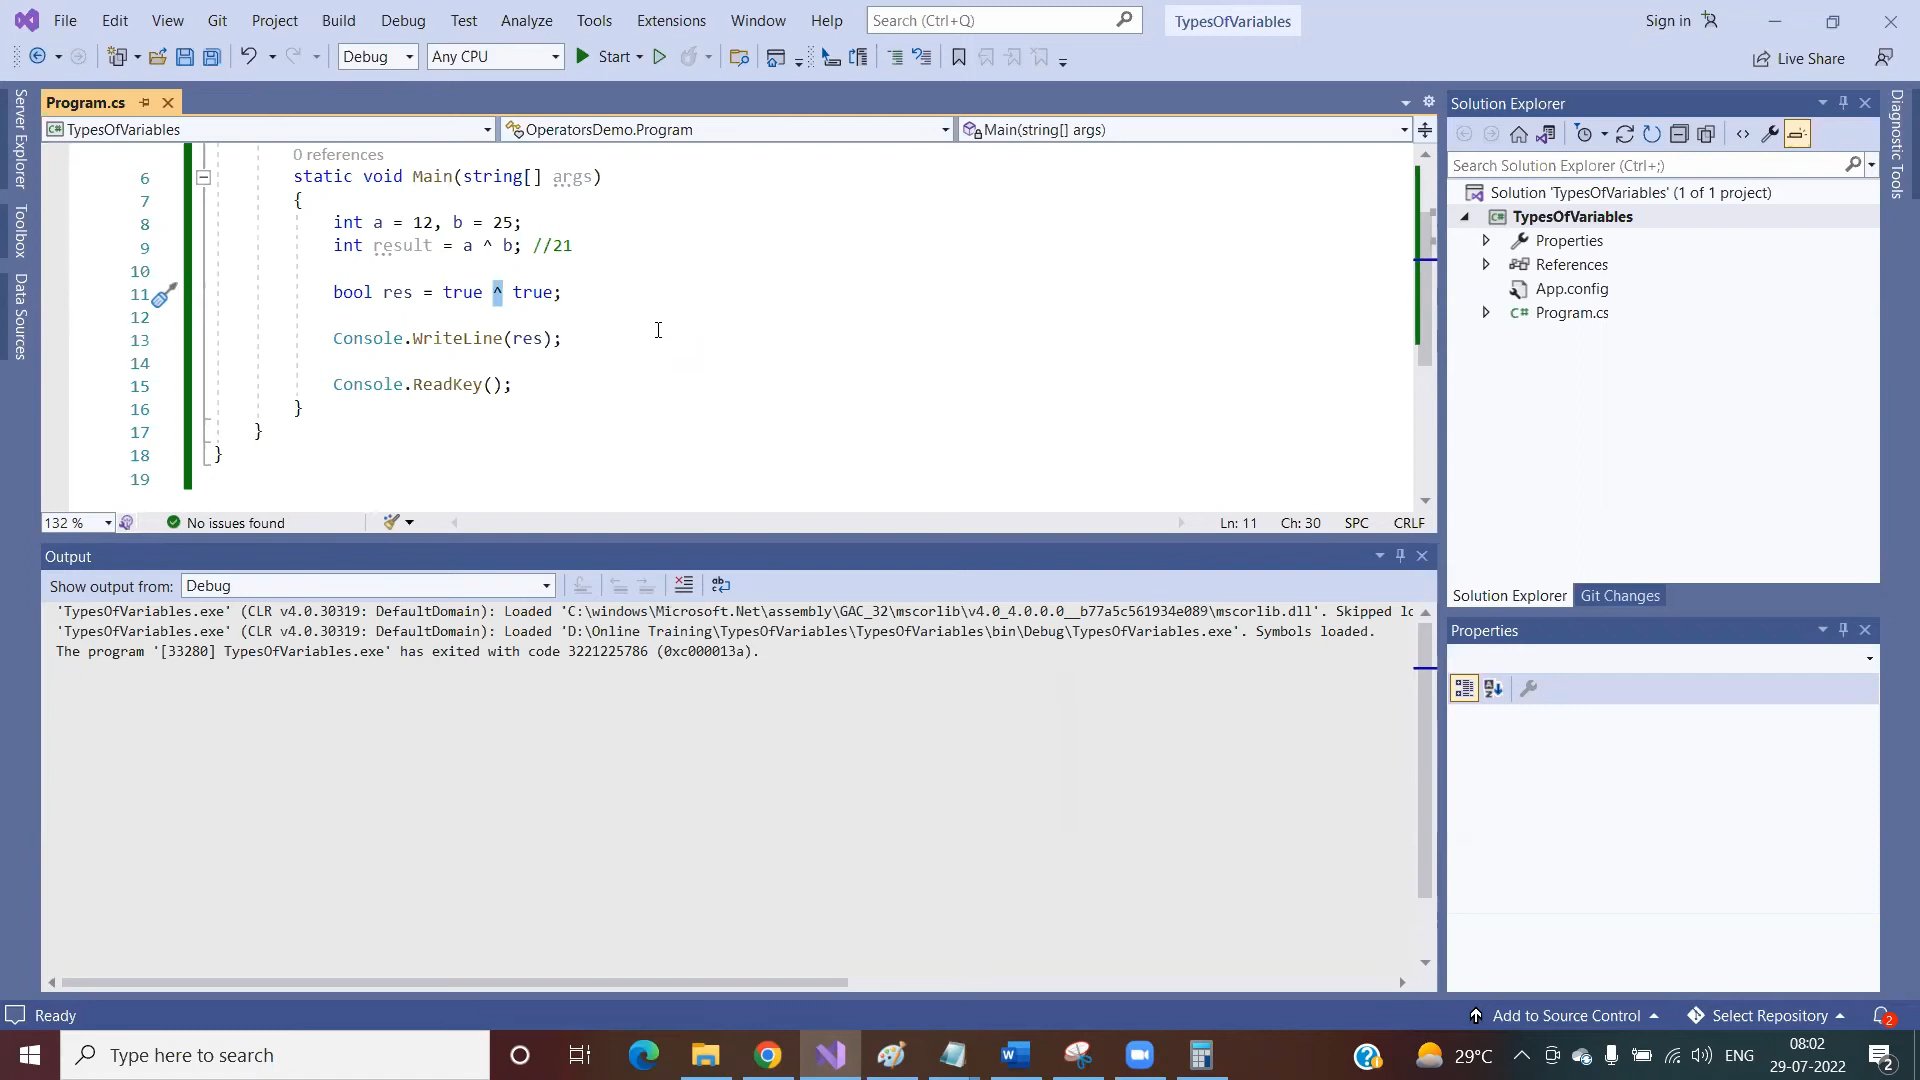 File Edit View Git Project Build Debug Test Analyze Tools Extensions Window Help Search (Ctrl+Q) TypesOfVariables Sign in
Debug Any CPU Start Live Share
Server Explorer
Toolbox
Data Sources
Program.cs
TypesOfVariables OperatorsDemo.Program Main(string[] args)
0 references
6 static void Main(string[] args)
7 {
8 int a = 12, b = 25;
9 int result = a ^ b; //21
10
11 bool res = true ^ true;
12
13 Console.WriteLine(res);
14
15 Console.ReadKey();
16 }
17 }
18 }
19
132 % No issues found Ln: 11 Ch: 30 SPC CRLF
Output
Show output from: Debug
'TypesOfVariables.exe' (CLR v4.0.30319: DefaultDomain): Loaded 'C:\windows\Microsoft.Net\assembly\GAC_32\mscorlib\v4.0_4.0.0.0__b77a5c561934e089\mscorlib.dll'. Skipped lo
'TypesOfVariables.exe' (CLR v4.0.30319: DefaultDomain): Loaded 'D:\Online Training\TypesOfVariables\TypesOfVariables\bin\Debug\TypesOfVariables.exe'. Symbols loaded.
The program '[33280] TypesOfVariables.exe' has exited with code 3221225786 (0xc000013a).
Solution Explorer
Search Solution Explorer (Ctrl+;)
Solution 'TypesOfVariables' (1 of 1 project)
TypesOfVariables
Properties
References
App.config
C# Program.cs
Solution Explorer Git Changes
Properties
Diagnostic Tools
Ready Add to Source Control Select Repository 2
Type here to search 29°C ENG 08:02
29-07-2022 2